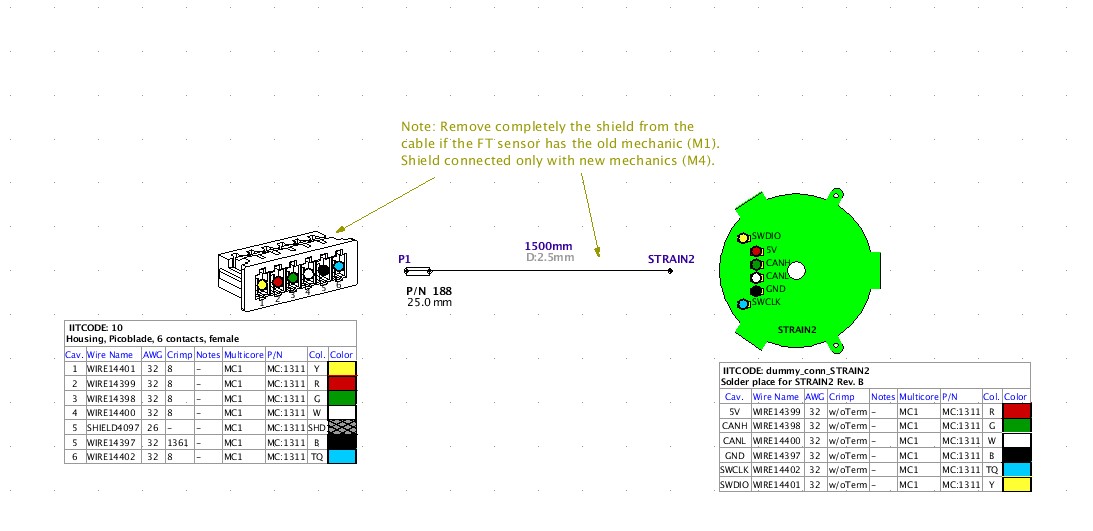 Note: Remove completely the shield from the
cable if the FT sensor has the old mechanic (M1).
Shield connected only with new mechanics (M4).
1 2 3 4 5 6
P1
1500mm
D:2.5mm
STRAIN2
P/N 188
25.0 mm
SWDIO
5V
CANH
CANL
GND
SWCLK
STRAIN2
IITCODE: 10
Housing, Picoblade, 6 contacts, female
Cav. Wire Name AWG Crimp Notes Multicore P/N Col. Color
1 WIRE14401 32 8 – MC1 MC:1311 Y
2 WIRE14399 32 8 – MC1 MC:1311 R
3 WIRE14398 32 8 – MC1 MC:1311 G
4 WIRE14400 32 8 – MC1 MC:1311 W
5 SHIELD4097 26 – – MC1 MC:1311 SHD
5 WIRE14397 32 1361 – MC1 MC:1311 B
6 WIRE14402 32 8 – MC1 MC:1311 TQ
IITCODE: dummy_conn_STRAIN2
Solder place for STRAIN2 Rev. B
Cav. Wire Name AWG Crimp Notes Multicore P/N Col. Color
5V WIRE14399 32 w/oTerm – MC1 MC:1311 R
CANH WIRE14398 32 w/oTerm – MC1 MC:1311 G
CANL WIRE14400 32 w/oTerm – MC1 MC:1311 W
GND WIRE14397 32 w/oTerm – MC1 MC:1311 B
SWCLK WIRE14402 32 w/oTerm – MC1 MC:1311 TQ
SWDIO WIRE14401 32 w/oTerm – MC1 MC:1311 Y